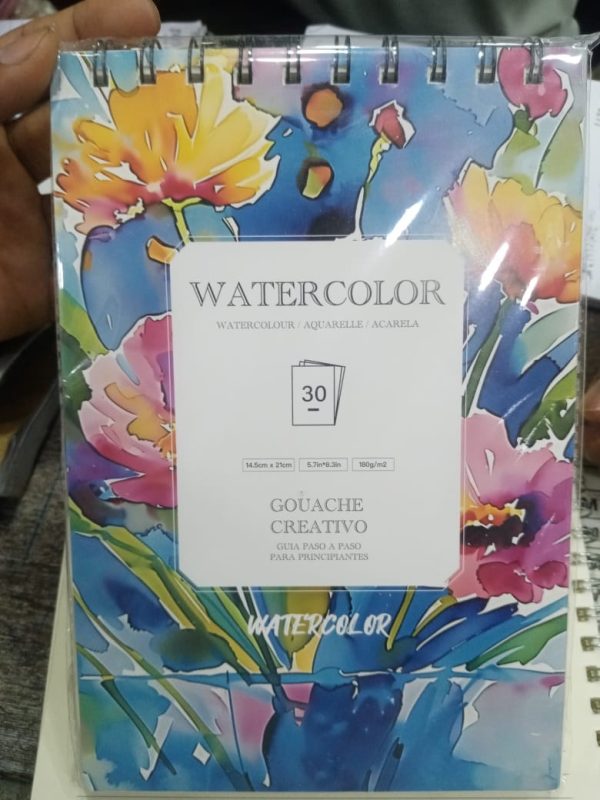 WATERCOLOR
WATERCOLOUR / AQUARELLE / ACARELA
30
14.5cm x 21cm 5.7in*8.3in 180g/m2
GOUACHE
CREATIVO
GUIA PASO A PASO
PARA PRINCIPIANTES
WATERCOLOR